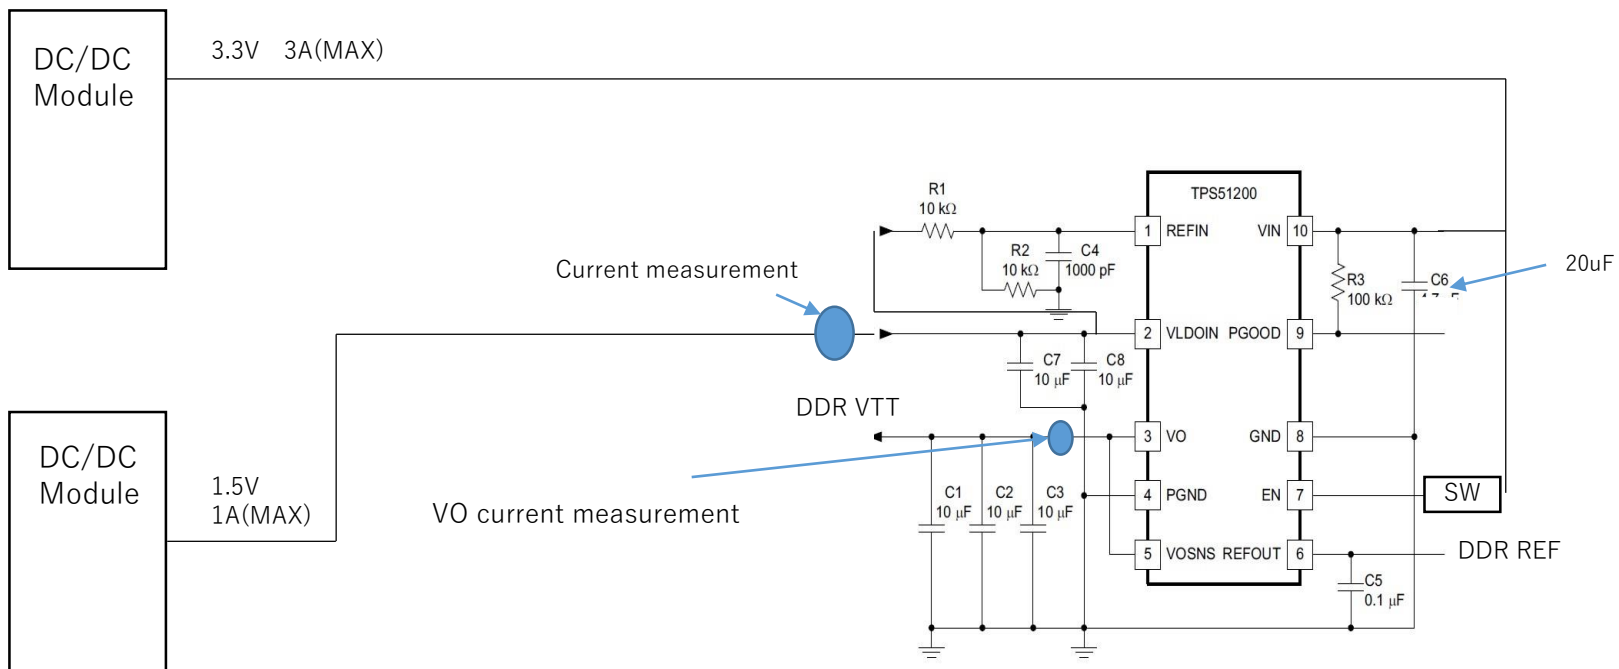 DC/DC
Module
3.3V 3A(MAX)
TPS51200
R1
10 kΩ
1 REFIN
VIN 10
R2
10 kΩ
C4
1000 pF
R3
100 kΩ
C6
20uF
Current measurement
2 VLDOIN
PGOOD 9
C7
10 μF
C8
10 μF
DDR VTT
3 VO
GND 8
DC/DC
Module
1.5V
1A(MAX)
VO current measurement
C1
10 μF
C2
10 μF
C3
10 μF
4 PGND
EN 7
SW
5 VOSNS
REFOUT 6
DDR REF
C5
0.1 μF